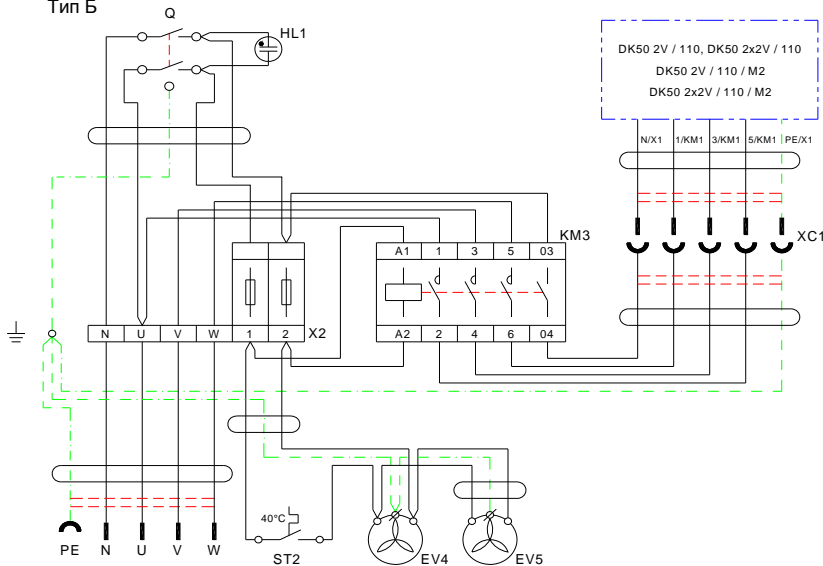 Тип Б
Q
HL1
DK50 2V / 110, DK50 2x2V / 110
DK50 2V / 110 / M2
DK50 2x2V / 110 / M2
N/X1 1/KM1 3/KM1 5/KM1 PE/X1
XC1
KM3
A1 1 3 5 03
A2 2 4 6 04
N U V W 1 2 X2
40°C
ST2
EV4
EV5
PE N U V W